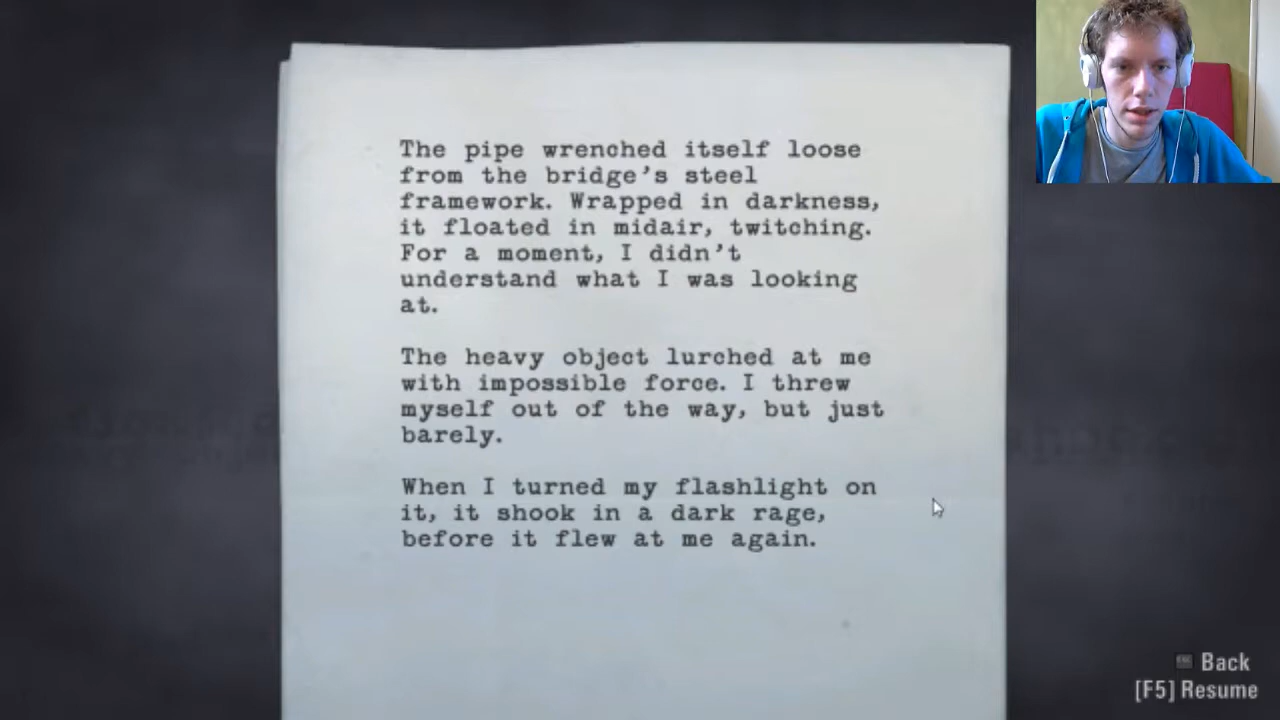 The pipe wrenched itself loose
from the bridge's steel
framework. Wrapped in darkness,
it floated in midair, twitching.
For a moment, I didn't
understand what I was looking
at.
The heavy object lurched at me
with impossible force. I threw
myself out of the way, but just
barely.
When I turned my flashlight on
it, it shook in a dark rage,
before it flew at me again.
Back
[F5] Resume